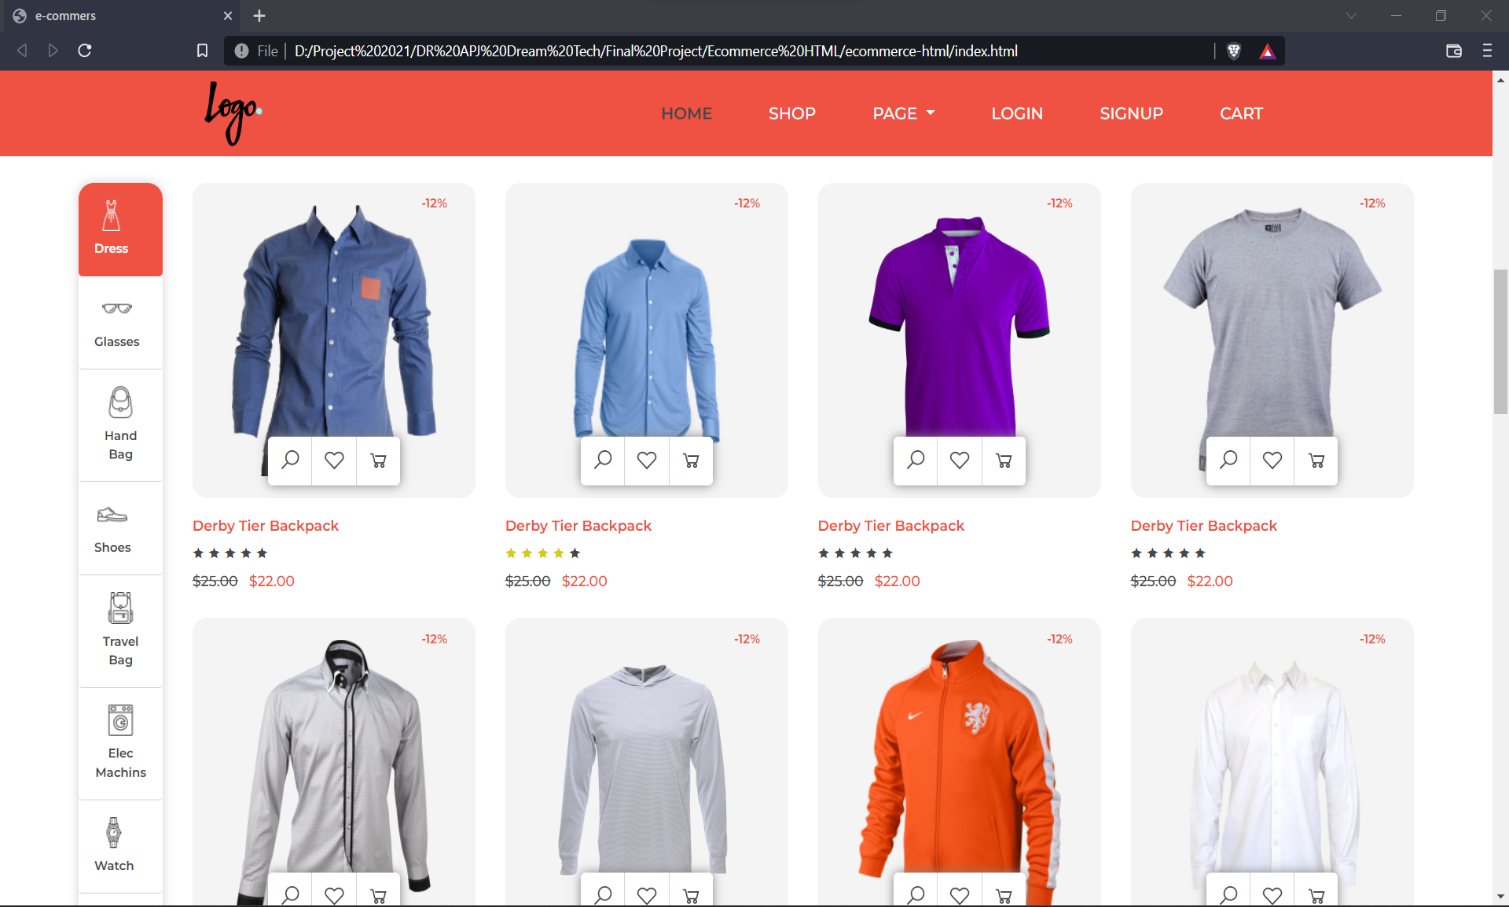 e-commers
File
D:/Project%202021/DR%20APJ%20Dream%20Tech/Final%20Project/Ecommerce%20HTML/ecommerce-html/index.html
Logo.
HOME
SHOP
PAGE
LOGIN
SIGNUP
CART
Dress
Glasses
Hand
Bag
Shoes
Travel
Bag
Elec
Machins
Watch
-12%
-12%
-12%
-12%
Derby Tier Backpack
Derby Tier Backpack
Derby Tier Backpack
Derby Tier Backpack
$25.00 $22.00
$25.00 $22.00
$25.00 $22.00
$25.00 $22.00
-12%
-12%
-12%
-12%